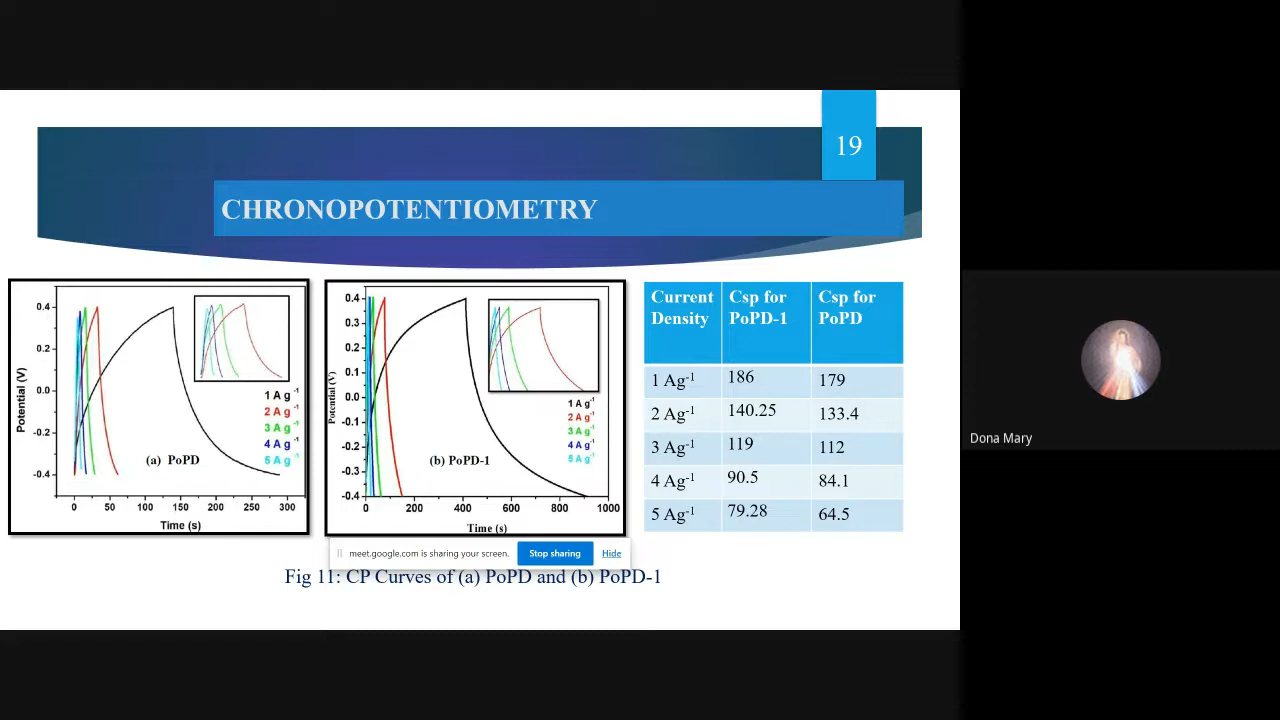 19
CHRONOPOTENTIOMETRY
0.4
0.2
0.0
-0.2
-0.4
Potential (V)
1 A g⁻¹
2 A g⁻¹
3 A g⁻¹
4 A g⁻¹
5 A g⁻¹
(a) PoPD
0 50 100 150 200 250 300
Time (s)
0.4
0.3
0.2
0.1
0.0
-0.1
-0.2
-0.3
-0.4
Potential (V)
1 A g⁻¹
2 A g⁻¹
3 A g⁻¹
4 A g⁻¹
5 A g⁻¹
(b) PoPD-1
0 200 400 600 800 1000
Time (s)
Current Density Csp for PoPD-1 Csp for PoPD
1 Ag⁻¹ 186 179
2 Ag⁻¹ 140.25 133.4
3 Ag⁻¹ 119 112
4 Ag⁻¹ 90.5 84.1
5 Ag⁻¹ 79.28 64.5
meet.google.com is sharing your screen. Stop sharing Hide
Fig 11: CP Curves of (a) PoPD and (b) PoPD-1
Dona Mary